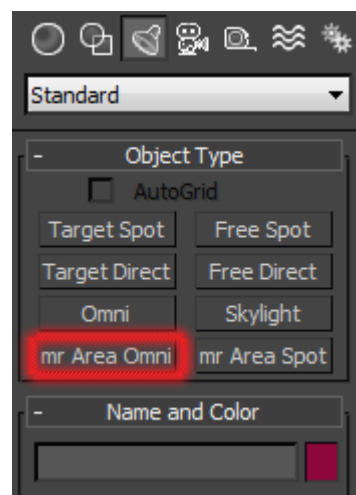 Standard
- Object Type
AutoGrid
Target Spot Free Spot
Target Direct Free Direct
Omni Skylight
mr Area Omni mr Area Spot
- Name and Color